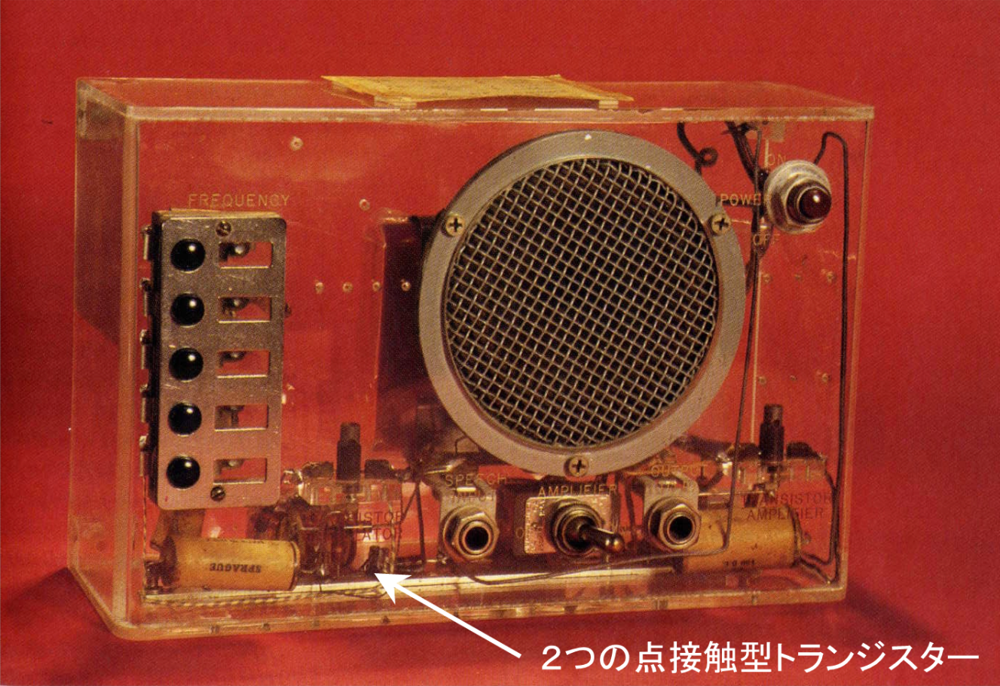 FREQUENCY
ON
POWER
OFF
SPEECH
INPUT
AMPLIFIER
OUTPUT
TRANSISTOR
AMPLIFIER
SPRAGUE
2つの点接触型トランジスター